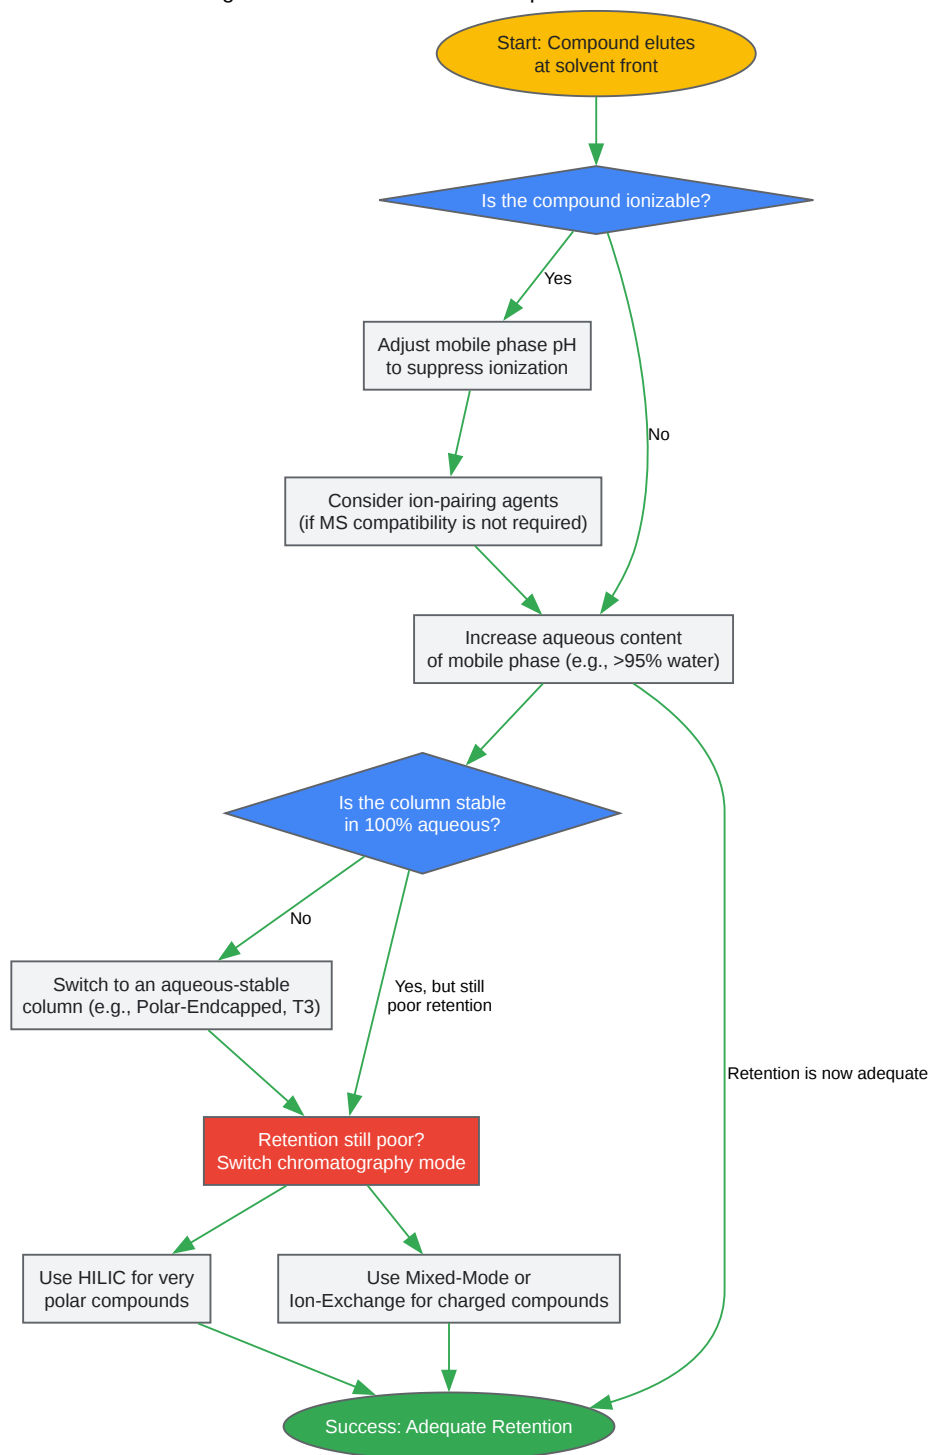 Start: Compound elutes
at solvent front
Is the compound ionizable?
Yes
Adjust mobile phase pH
to suppress ionization
No
Consider ion-pairing agents
(if MS compatibility is not required)
Increase aqueous content
of mobile phase (e.g., >95% water)
Is the column stable
in 100% aqueous?
No
Switch to an aqueous-stable
column (e.g., Polar-Endcapped, T3)
Yes, but still
poor retention
Retention is now adequate
Retention still poor?
Switch chromatography mode
Use HILIC for very
polar compounds
Use Mixed-Mode or
Ion-Exchange for charged compounds
Success: Adequate Retention